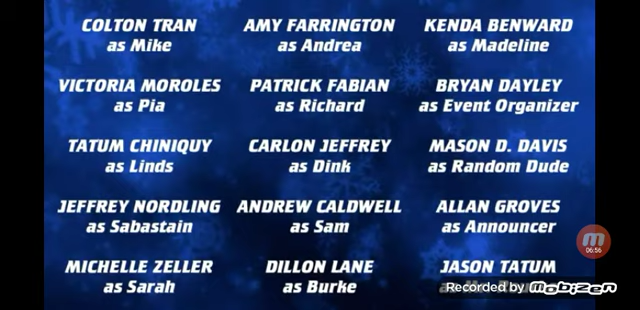 COLTON TRAN
as Mike
AMY FARRINGTON
as Andrea
KENDA BENWARD
as Madeline
VICTORIA MOROLES
as Pia
PATRICK FABIAN
as Richard
BRYAN DAYLEY
as Event Organizer
TATUM CHINIQUY
as Linds
CARLON JEFFREY
as Dink
MASON D. DAVIS
as Random Dude
JEFFREY NORDLING
as Sabastain
ANDREW CALDWELL
as Sam
ALLAN GROVES
as Announcer
MICHELLE ZELLER
as Sarah
DILLON LANE
as Burke
JASON TATUM
06:56
Recorded by Mobizen